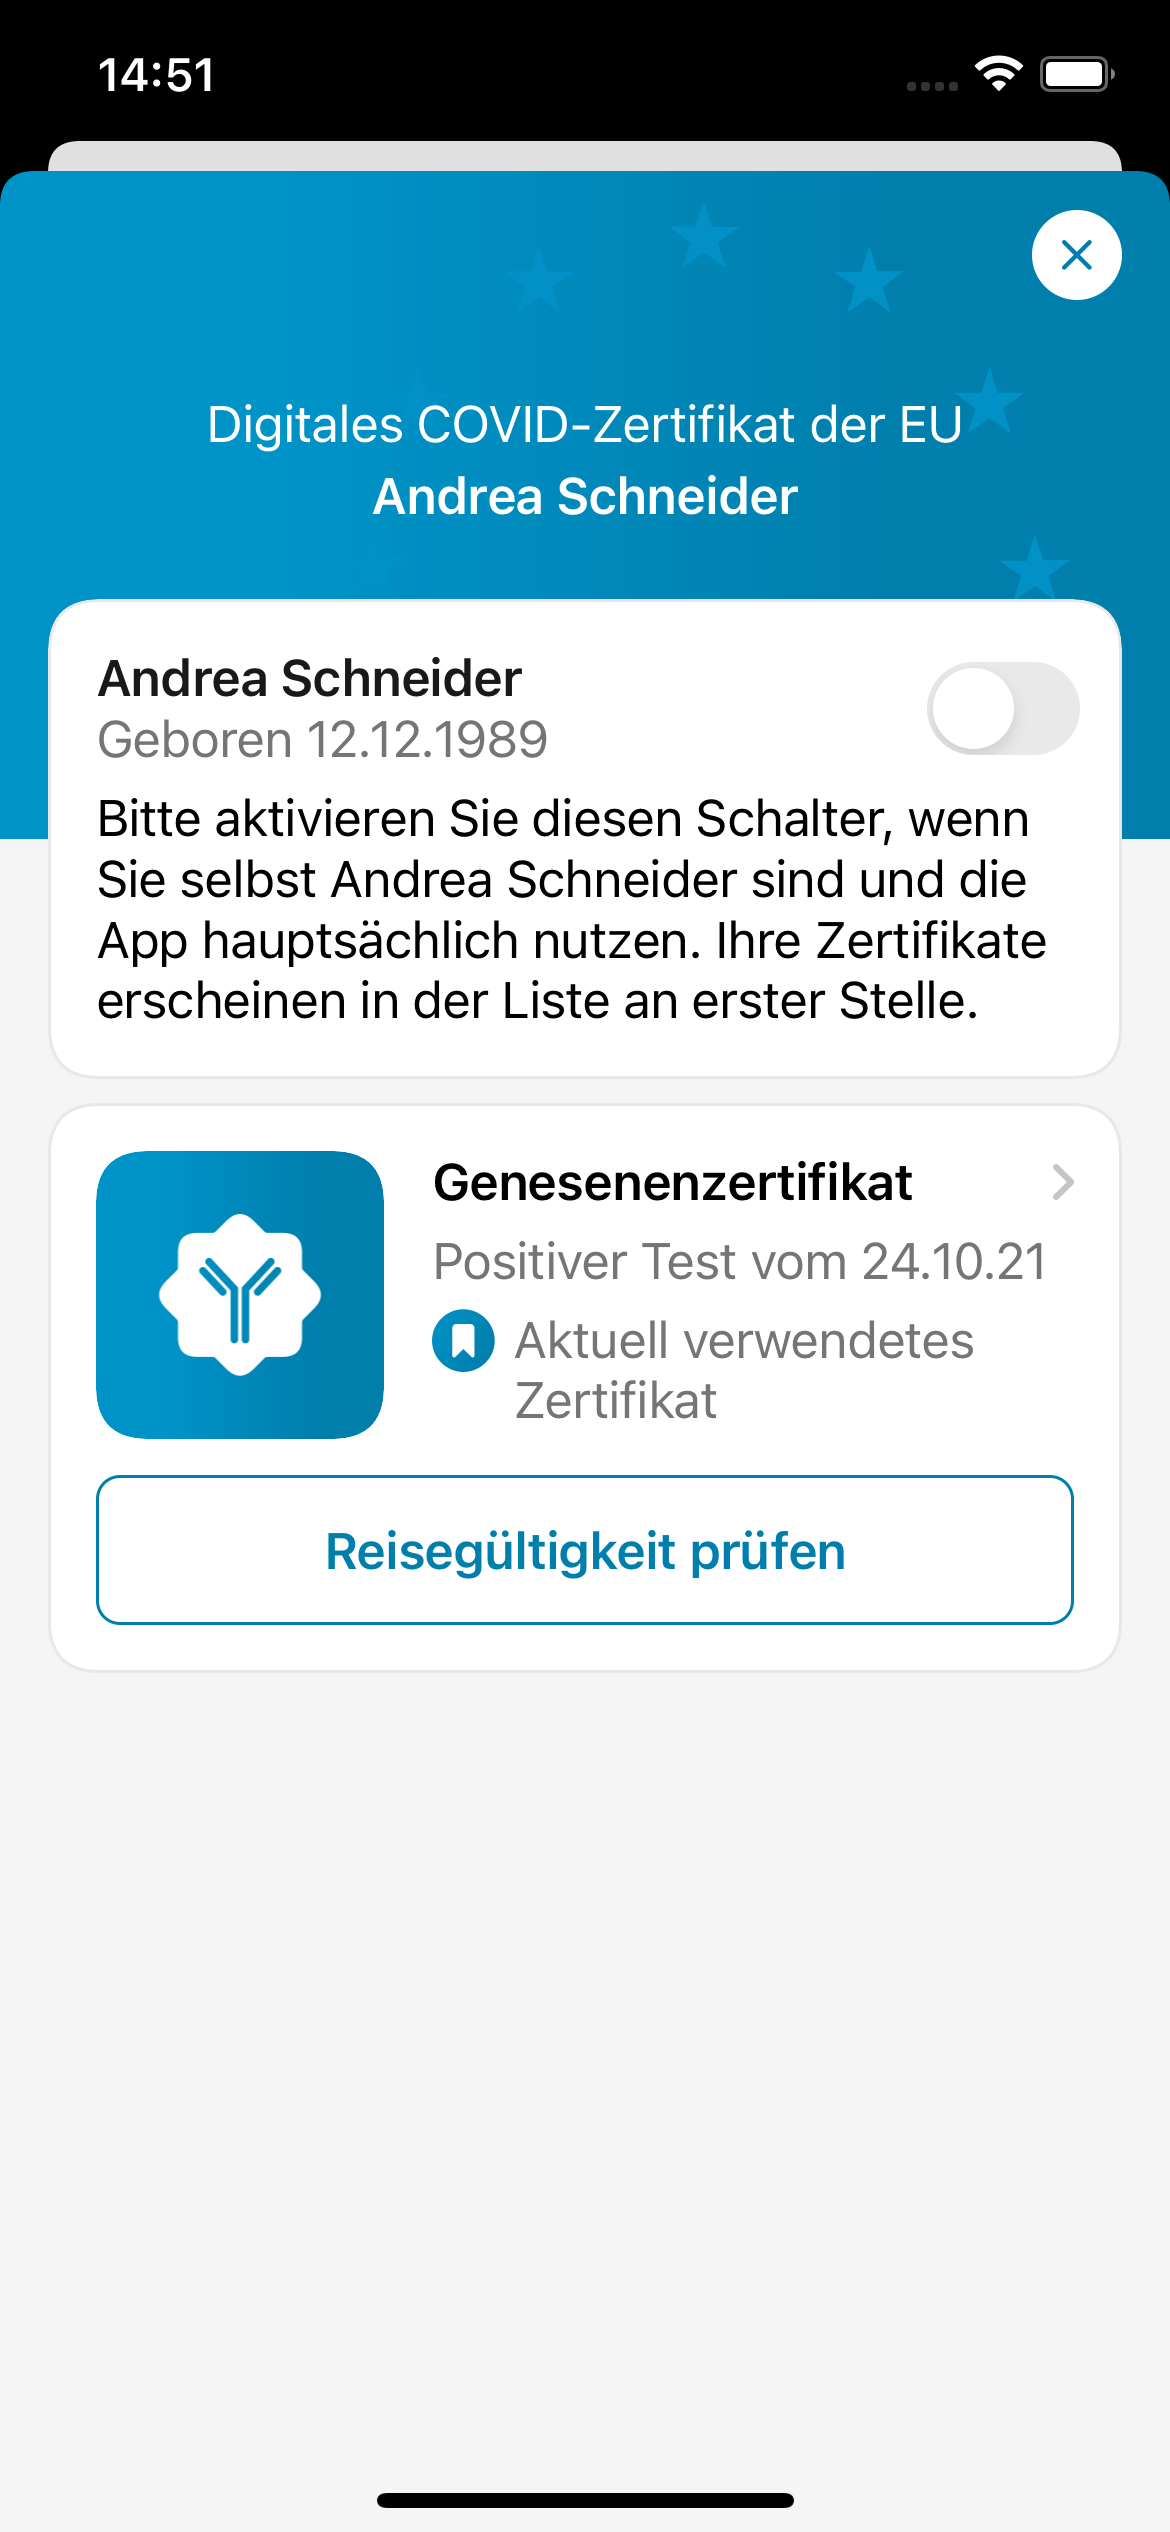 14:51
Digitales COVID-Zertifikat der EU
Andrea Schneider
Andrea Schneider
Geboren 12.12.1989
Bitte aktivieren Sie diesen Schalter, wenn
Sie selbst Andrea Schneider sind und die
App hauptsächlich nutzen. Ihre Zertifikate
erscheinen in der Liste an erster Stelle.
Genesenenzertifikat
Positiver Test vom 24.10.21
Aktuell verwendetes
Zertifikat
Reisegültigkeit prüfen